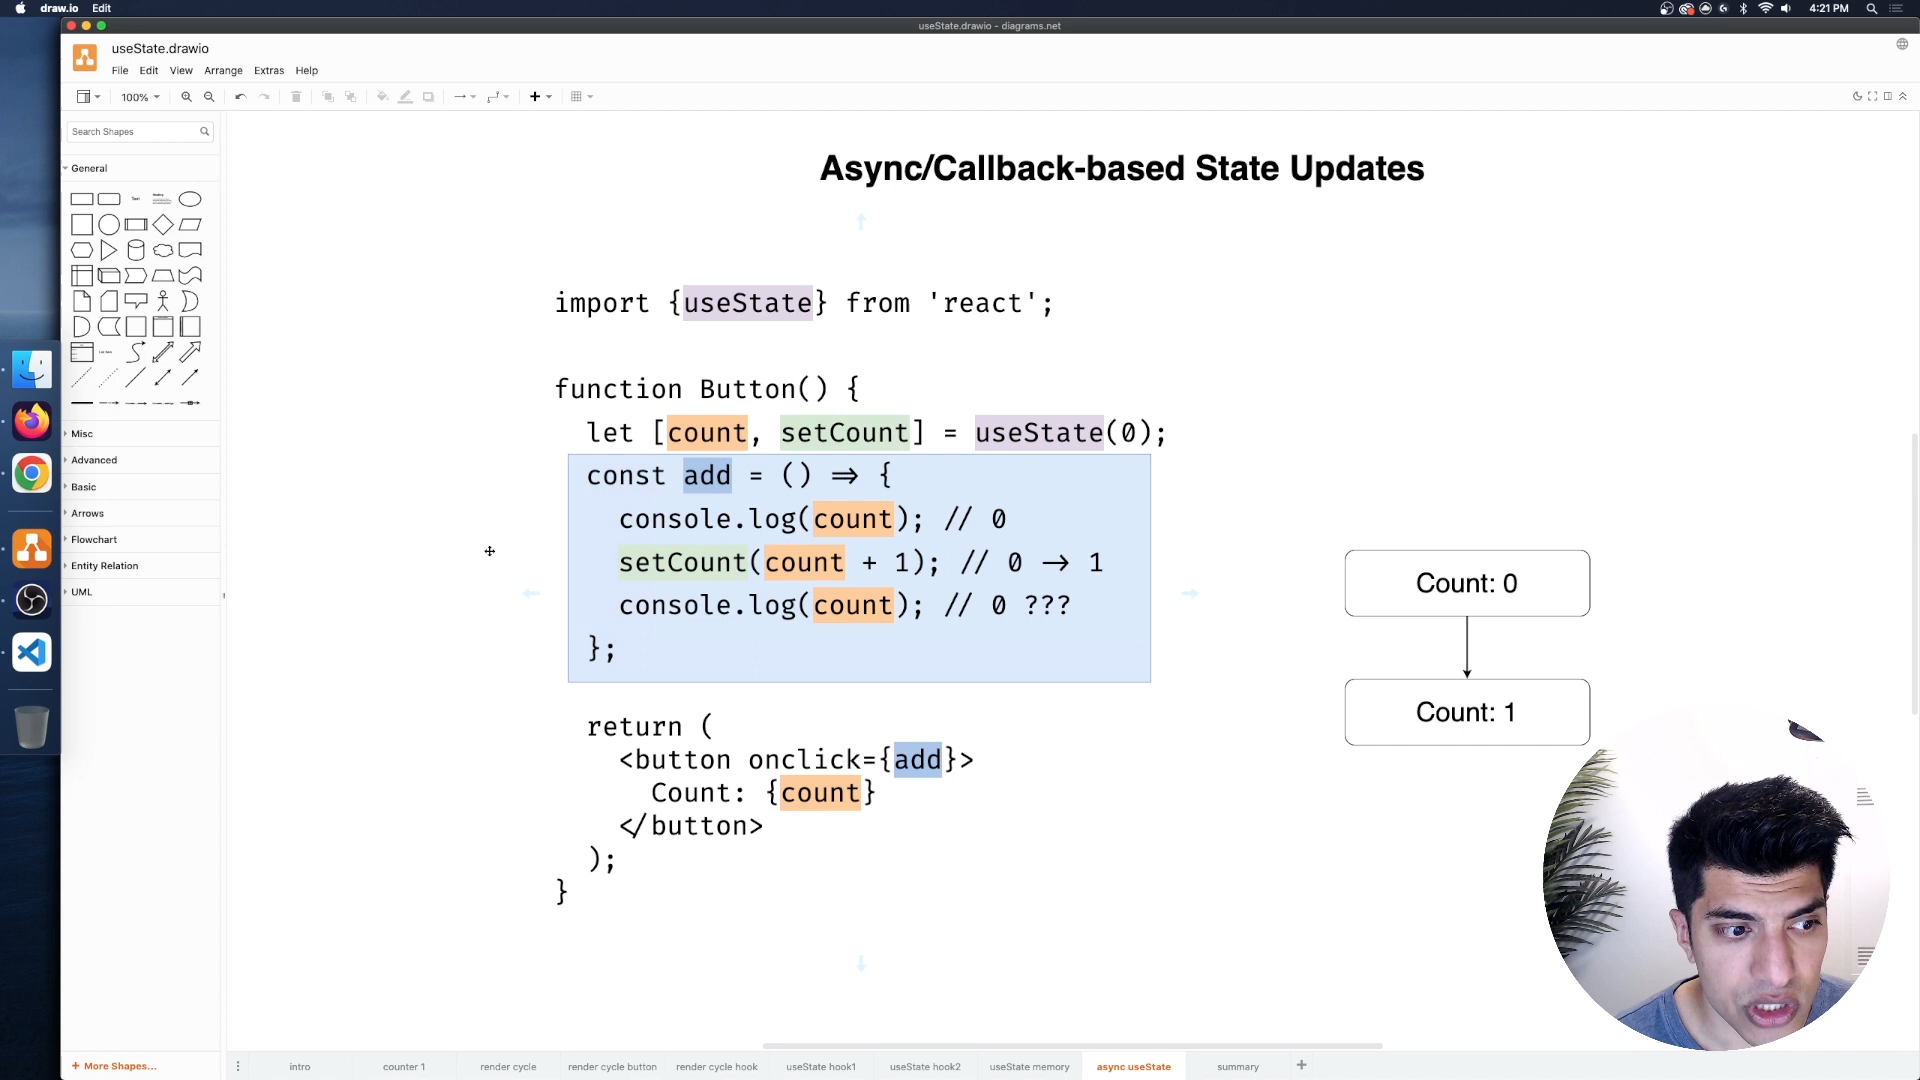 draw.io Edit
4:21 PM
useState.drawio - diagrams.net
useState.drawio
File Edit View Arrange Extras Help
100%
Search Shapes
General
Text
Heading
Misc
Advanced
Basic
Arrows
Flowchart
Entity Relation
UML
+ More Shapes...
Async/Callback-based State Updates
import {useState} from 'react';
function Button() {
let [count, setCount] = useState(0);
const add = () => {
console.log(count); // 0
setCount(count + 1); // 0 -> 1
console.log(count); // 0 ???
};
return (
<button onclick={add}>
Count: {count}
</button>
);
}
Count: 0
Count: 1
intro
counter 1
render cycle
render cycle button
render cycle hook
useState hook1
useState hook2
useState memory
async useState
summary